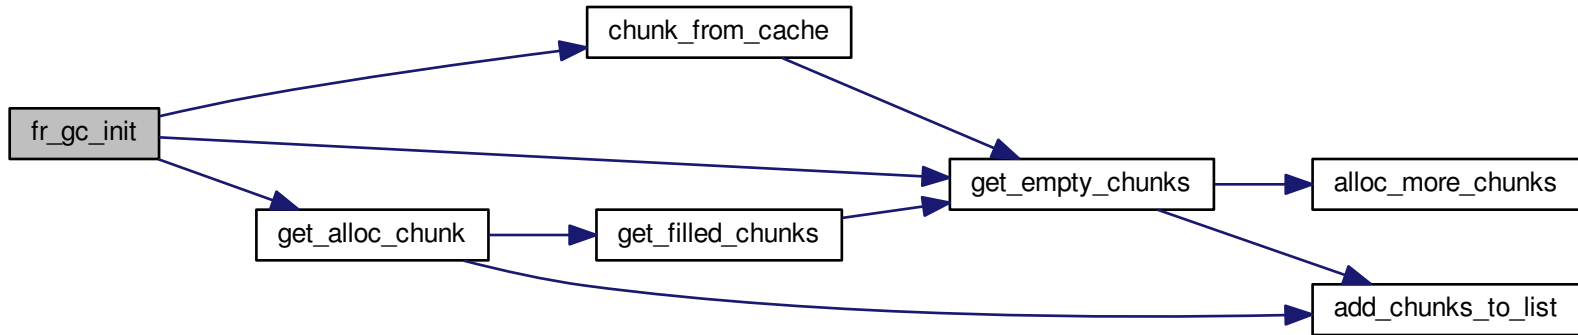 chunk_from_cache
fr_gc_init
get_empty_chunks
alloc_more_chunks
get_alloc_chunk
get_filled_chunks
add_chunks_to_list